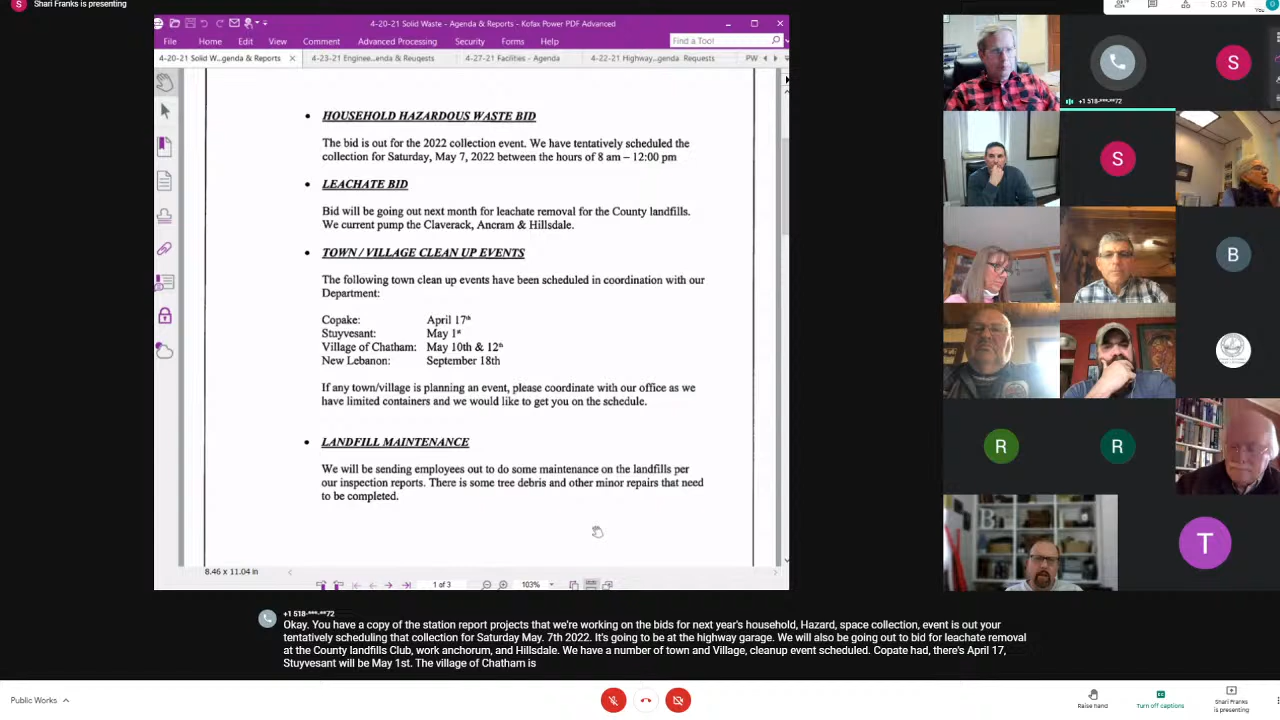 Shari Franks is presenting
5:03 PM
You
4-20-21 Solid Waste - Agenda & Reports - Kofax Power PDF Advanced
File Home Edit View Comment Advanced Processing Security Forms Help
Find a Tool
4-20-21 Solid W...genda & Reports 4-23-21 Enginee...enda & Reuqests 4-27-21 Facilities - Agenda 4-22-21 Highway...genda Requests PW
• HOUSEHOLD HAZARDOUS WASTE BID
The bid is out for the 2022 collection event. We have tentatively scheduled the
collection for Saturday, May 7, 2022 between the hours of 8 am – 12:00 pm
• LEACHATE BID
Bid will be going out next month for leachate removal for the County landfills.
We current pump the Claverack, Ancram & Hillsdale.
• TOWN / VILLAGE CLEAN UP EVENTS
The following town clean up events have been scheduled in coordination with our
Department:
Copake: April 17th
Stuyvesant: May 1st
Village of Chatham: May 10th & 12th
New Lebanon: September 18th
If any town/village is planning an event, please coordinate with our office as we
have limited containers and we would like to get you on the schedule.
• LANDFILL MAINTENANCE
We will be sending employees out to do some maintenance on the landfills per
our inspection reports. There is some tree debris and other minor repairs that need
to be completed.
8.46 x 11.04 in
1 of 3
103%
+1 518-***-**72
S
S
B
R
R
T
+1 518-***-**72
Okay. You have a copy of the station report projects that we're working on the bids for next year's household, Hazard, space collection, event is out your
tentatively scheduling that collection for Saturday May. 7th 2022. It's going to be at the highway garage. We will also be going out to bid for leachate removal
at the County landfills Club, work anchorum, and Hillsdale. We have a number of town and Village, cleanup event scheduled. Copate had, there's April 17,
Stuyvesant will be May 1st. The village of Chatham is
Public Works
Raise hand
Turn off captions
Shari Franks
is presenting